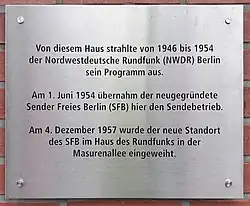 Von diesem Haus strahlte von 1946 bis 1954
der Nordwestdeutsche Rundfunk (NWDR) Berlin
sein Programm aus.
Am 1. Juni 1954 übernahm der neugegründete
Sender Freies Berlin (SFB) hier den Sendebetrieb.
Am 4. Dezember 1957 wurde der neue Standort
des SFB im Haus des Rundfunks in der
Masurenallee eingeweiht.